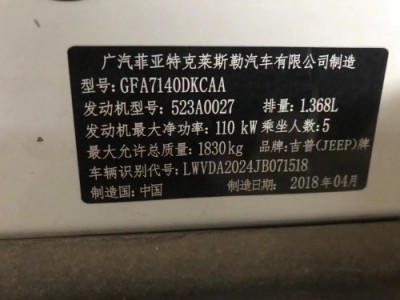 广汽菲亚特克莱斯勒汽车有限公司制造
型号: GFA7140DKCAA
发动机型号: 523A0027 排量: 1.368L
发动机最大净功率: 110 kW 乘坐人数: 5
最大允许总质量: 1830kg 品牌: 吉普(JEEP)牌
车辆识别代号: LWVDA2024JB071518
制造国: 中国 制造日期: 2018年04月